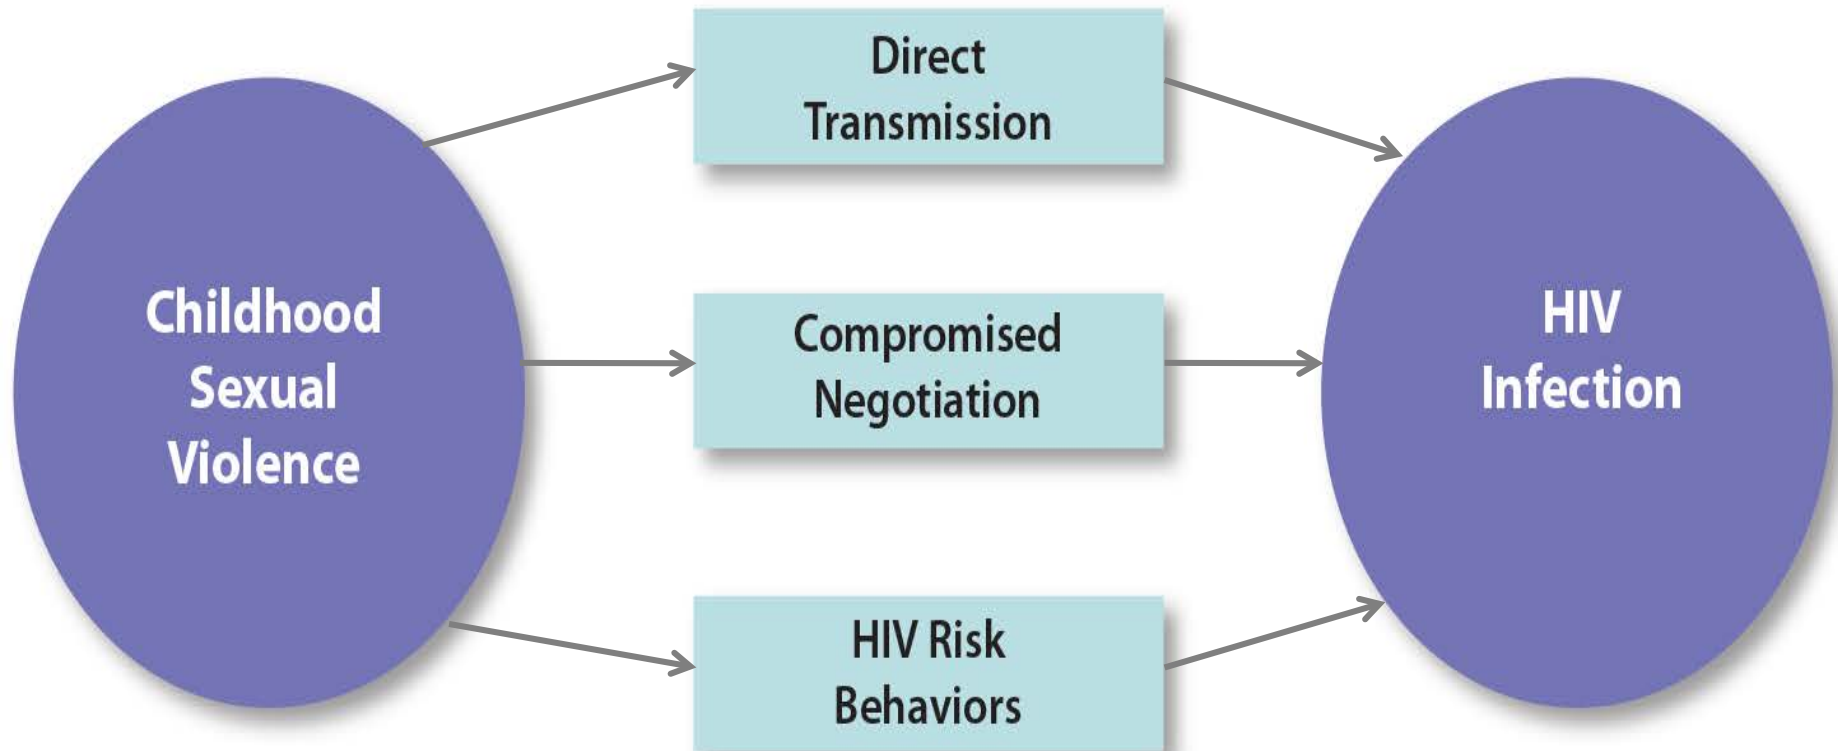 Childhood
Sexual
Violence
Direct
Transmission
Compromised
Negotiation
HIV Risk
Behaviors
HIV
Infection